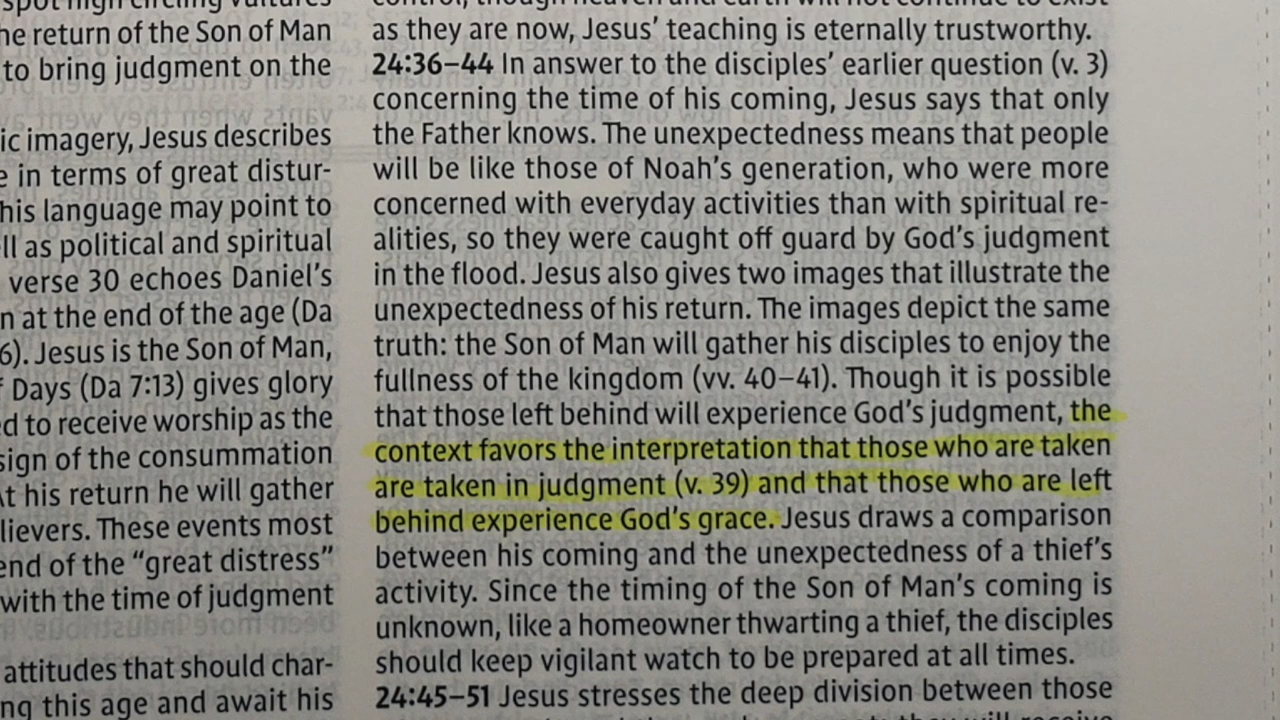 he return of the Son of Man
to bring judgment on the
ic imagery, Jesus describes
e in terms of great distur-
his language may point to
ll as political and spiritual
verse 30 echoes Daniel's
n at the end of the age (Da
6). Jesus is the Son of Man,
f Days (Da 7:13) gives glory
ed to receive worship as the
sign of the consummation
At his return he will gather
lievers. These events most
end of the “great distress”
with the time of judgment
attitudes that should char-
ng this age and await his
as they are now, Jesus’ teaching is eternally trustworthy.
24:36–44 In answer to the disciples’ earlier question (v. 3)
concerning the time of his coming, Jesus says that only
the Father knows. The unexpectedness means that people
will be like those of Noah’s generation, who were more
concerned with everyday activities than with spiritual re-
alities, so they were caught off guard by God’s judgment
in the flood. Jesus also gives two images that illustrate the
unexpectedness of his return. The images depict the same
truth: the Son of Man will gather his disciples to enjoy the
fullness of the kingdom (vv. 40–41). Though it is possible
that those left behind will experience God’s judgment, the
context favors the interpretation that those who are taken
are taken in judgment (v. 39) and that those who are left
behind experience God’s grace. Jesus draws a comparison
between his coming and the unexpectedness of a thief’s
activity. Since the timing of the Son of Man’s coming is
unknown, like a homeowner thwarting a thief, the disciples
should keep vigilant watch to be prepared at all times.
24:45–51 Jesus stresses the deep division between those